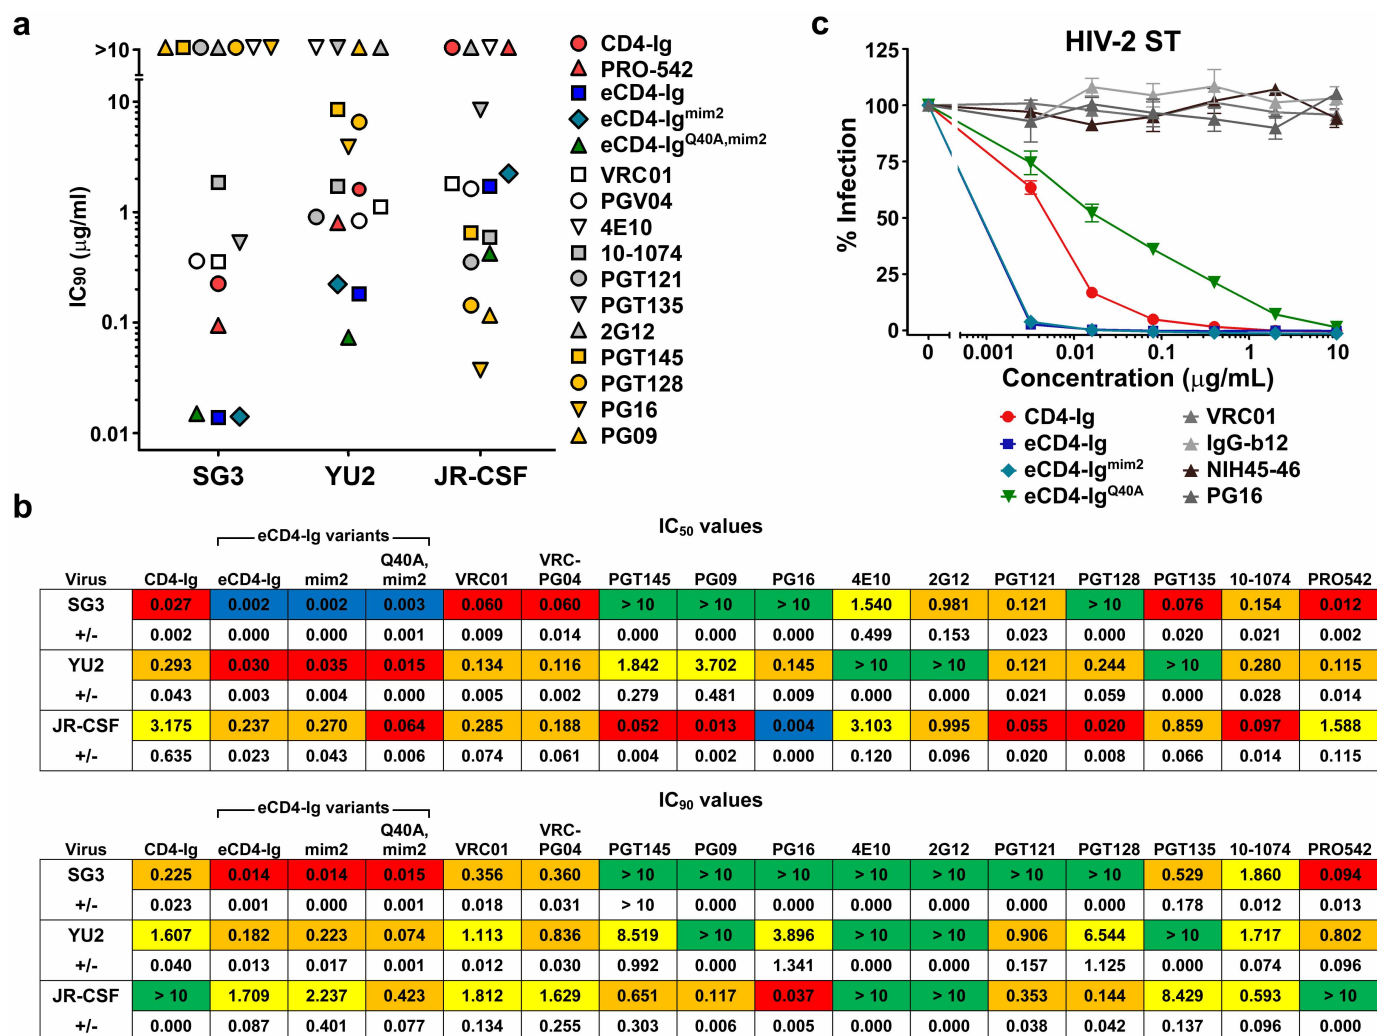 a
>10
10
1
0.1
0.01
IC90 (μg/ml)
SG3 YU2 JR-CSF
CD4-Ig
PRO-542
eCD4-Ig
eCD4-Igmim2
eCD4-IgQ40A,mim2
VRC01
PGV04
4E10
10-1074
PGT121
PGT135
2G12
PGT145
PGT128
PG16
PG09
c
HIV-2 ST
125
100
75
50
25
0
% Infection
0 0.001 0.01 0.1 1 10
Concentration (μg/mL)
CD4-Ig
eCD4-Ig
eCD4-Igmim2
eCD4-IgQ40A
VRC01
IgG-b12
NIH45-46
PG16
b
IC50 values
eCD4-Ig variants
Virus CD4-Ig eCD4-Ig mim2 Q40A, mim2 VRC01 VRC-PG04 PGT145 PG09 PG16 4E10 2G12 PGT121 PGT128 PGT135 10-1074 PRO542
SG3 0.027 0.002 0.002 0.003 0.060 0.060 > 10 > 10 > 10 1.540 0.981 0.121 > 10 0.076 0.154 0.012
+/- 0.002 0.000 0.000 0.001 0.009 0.014 0.000 0.000 0.000 0.499 0.153 0.023 0.000 0.020 0.021 0.002
YU2 0.293 0.030 0.035 0.015 0.134 0.116 1.842 3.702 0.145 > 10 > 10 0.121 0.244 > 10 0.280 0.115
+/- 0.043 0.003 0.004 0.000 0.005 0.002 0.279 0.481 0.009 0.000 0.000 0.021 0.059 0.000 0.028 0.014
JR-CSF 3.175 0.237 0.270 0.064 0.285 0.188 0.052 0.013 0.004 3.103 0.995 0.055 0.020 0.859 0.097 1.588
+/- 0.635 0.023 0.043 0.006 0.074 0.061 0.004 0.002 0.000 0.120 0.096 0.020 0.008 0.066 0.014 0.115
IC90 values
eCD4-Ig variants
Virus CD4-Ig eCD4-Ig mim2 Q40A, mim2 VRC01 VRC-PG04 PGT145 PG09 PG16 4E10 2G12 PGT121 PGT128 PGT135 10-1074 PRO542
SG3 0.225 0.014 0.014 0.015 0.356 0.360 > 10 > 10 > 10 > 10 > 10 > 10 > 10 0.529 1.860 0.094
+/- 0.023 0.001 0.000 0.001 0.018 0.031 > 10 0.000 0.000 0.000 0.000 0.000 0.000 0.178 0.012 0.013
YU2 1.607 0.182 0.223 0.074 1.113 0.836 8.519 > 10 3.896 > 10 > 10 0.906 6.544 > 10 1.717 0.802
+/- 0.040 0.013 0.017 0.001 0.012 0.030 0.992 0.000 1.341 0.000 0.000 0.157 1.125 0.000 0.074 0.096
JR-CSF > 10 1.709 2.237 0.423 1.812 1.629 0.651 0.117 0.037 > 10 > 10 0.353 0.144 8.429 0.593 > 10
+/- 0.000 0.087 0.401 0.077 0.134 0.255 0.303 0.006 0.005 0.000 0.000 0.038 0.042 0.137 0.096 0.000